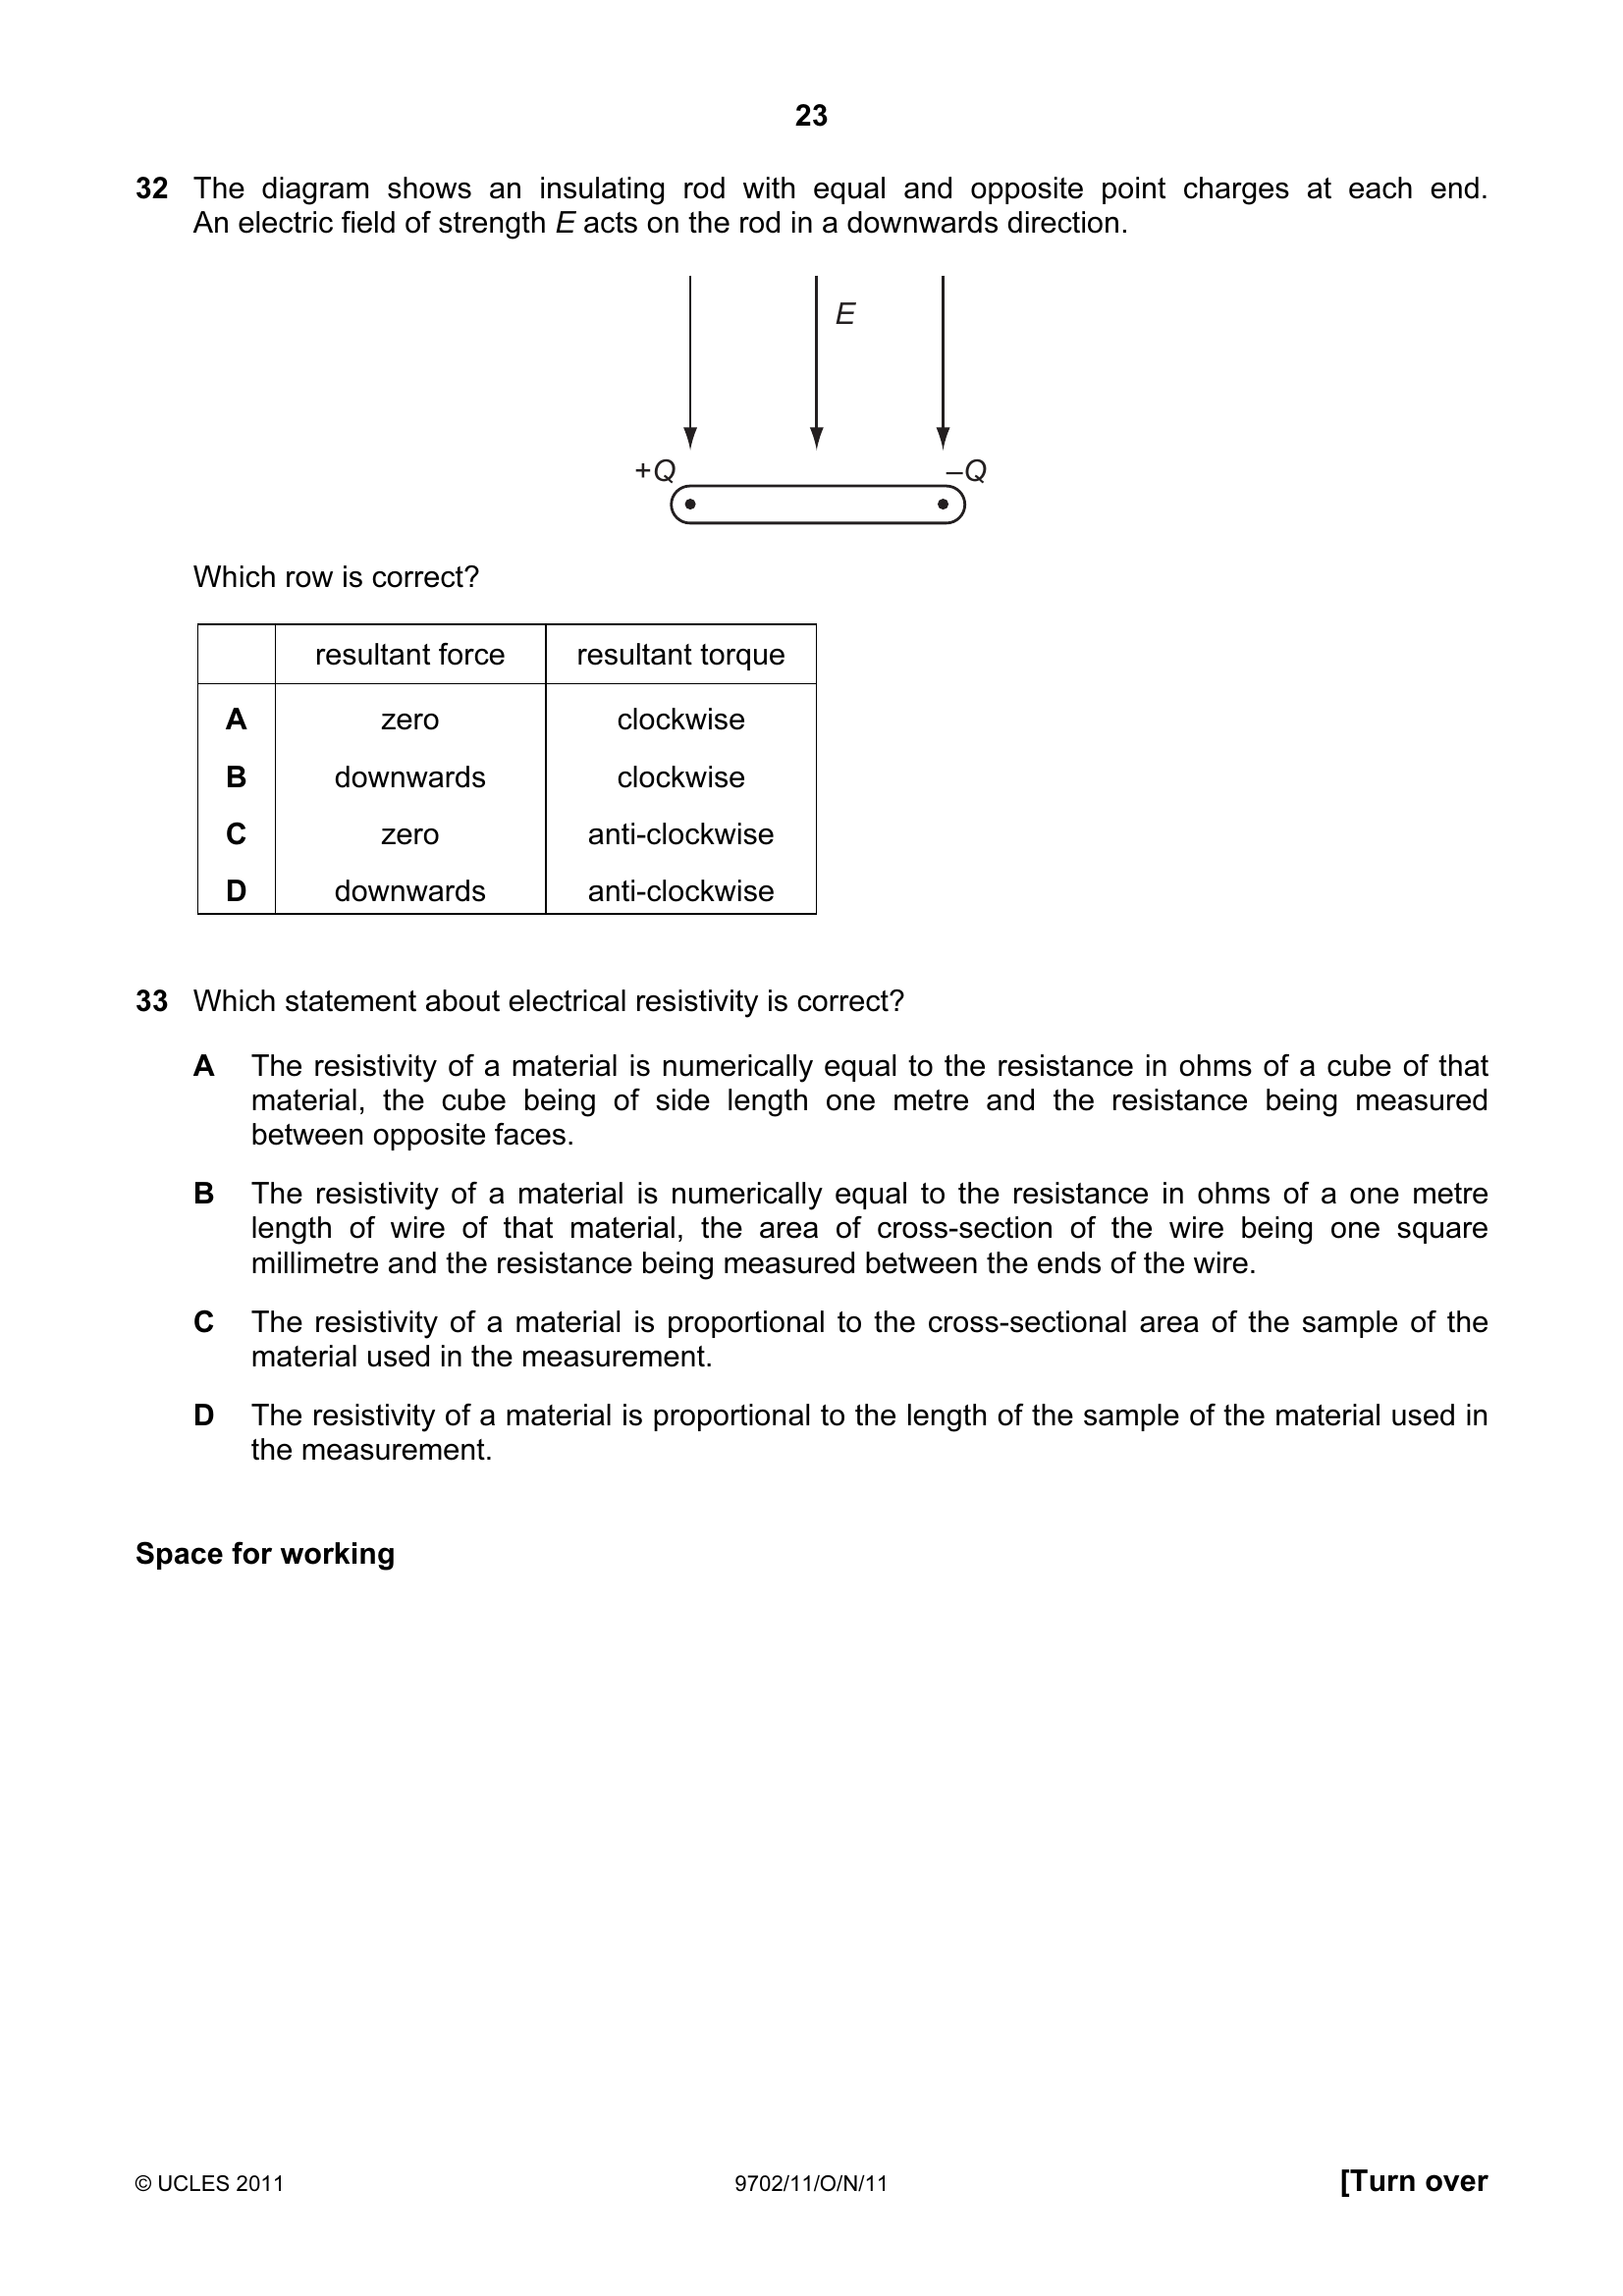 23
32 The diagram shows an insulating rod with equal and opposite point charges at each end.
An electric field of strength E acts on the rod in a downwards direction.
E
+Q –Q
Which row is correct?
resultant force resultant torque
A zero clockwise
B downwards clockwise
C zero anti-clockwise
D downwards anti-clockwise
33 Which statement about electrical resistivity is correct?
A The resistivity of a material is numerically equal to the resistance in ohms of a cube of that
material, the cube being of side length one metre and the resistance being measured
between opposite faces.
B The resistivity of a material is numerically equal to the resistance in ohms of a one metre
length of wire of that material, the area of cross-section of the wire being one square
millimetre and the resistance being measured between the ends of the wire.
C The resistivity of a material is proportional to the cross-sectional area of the sample of the
material used in the measurement.
D The resistivity of a material is proportional to the length of the sample of the material used in
the measurement.
Space for working
© UCLES 2011 9702/11/O/N/11 [Turn over